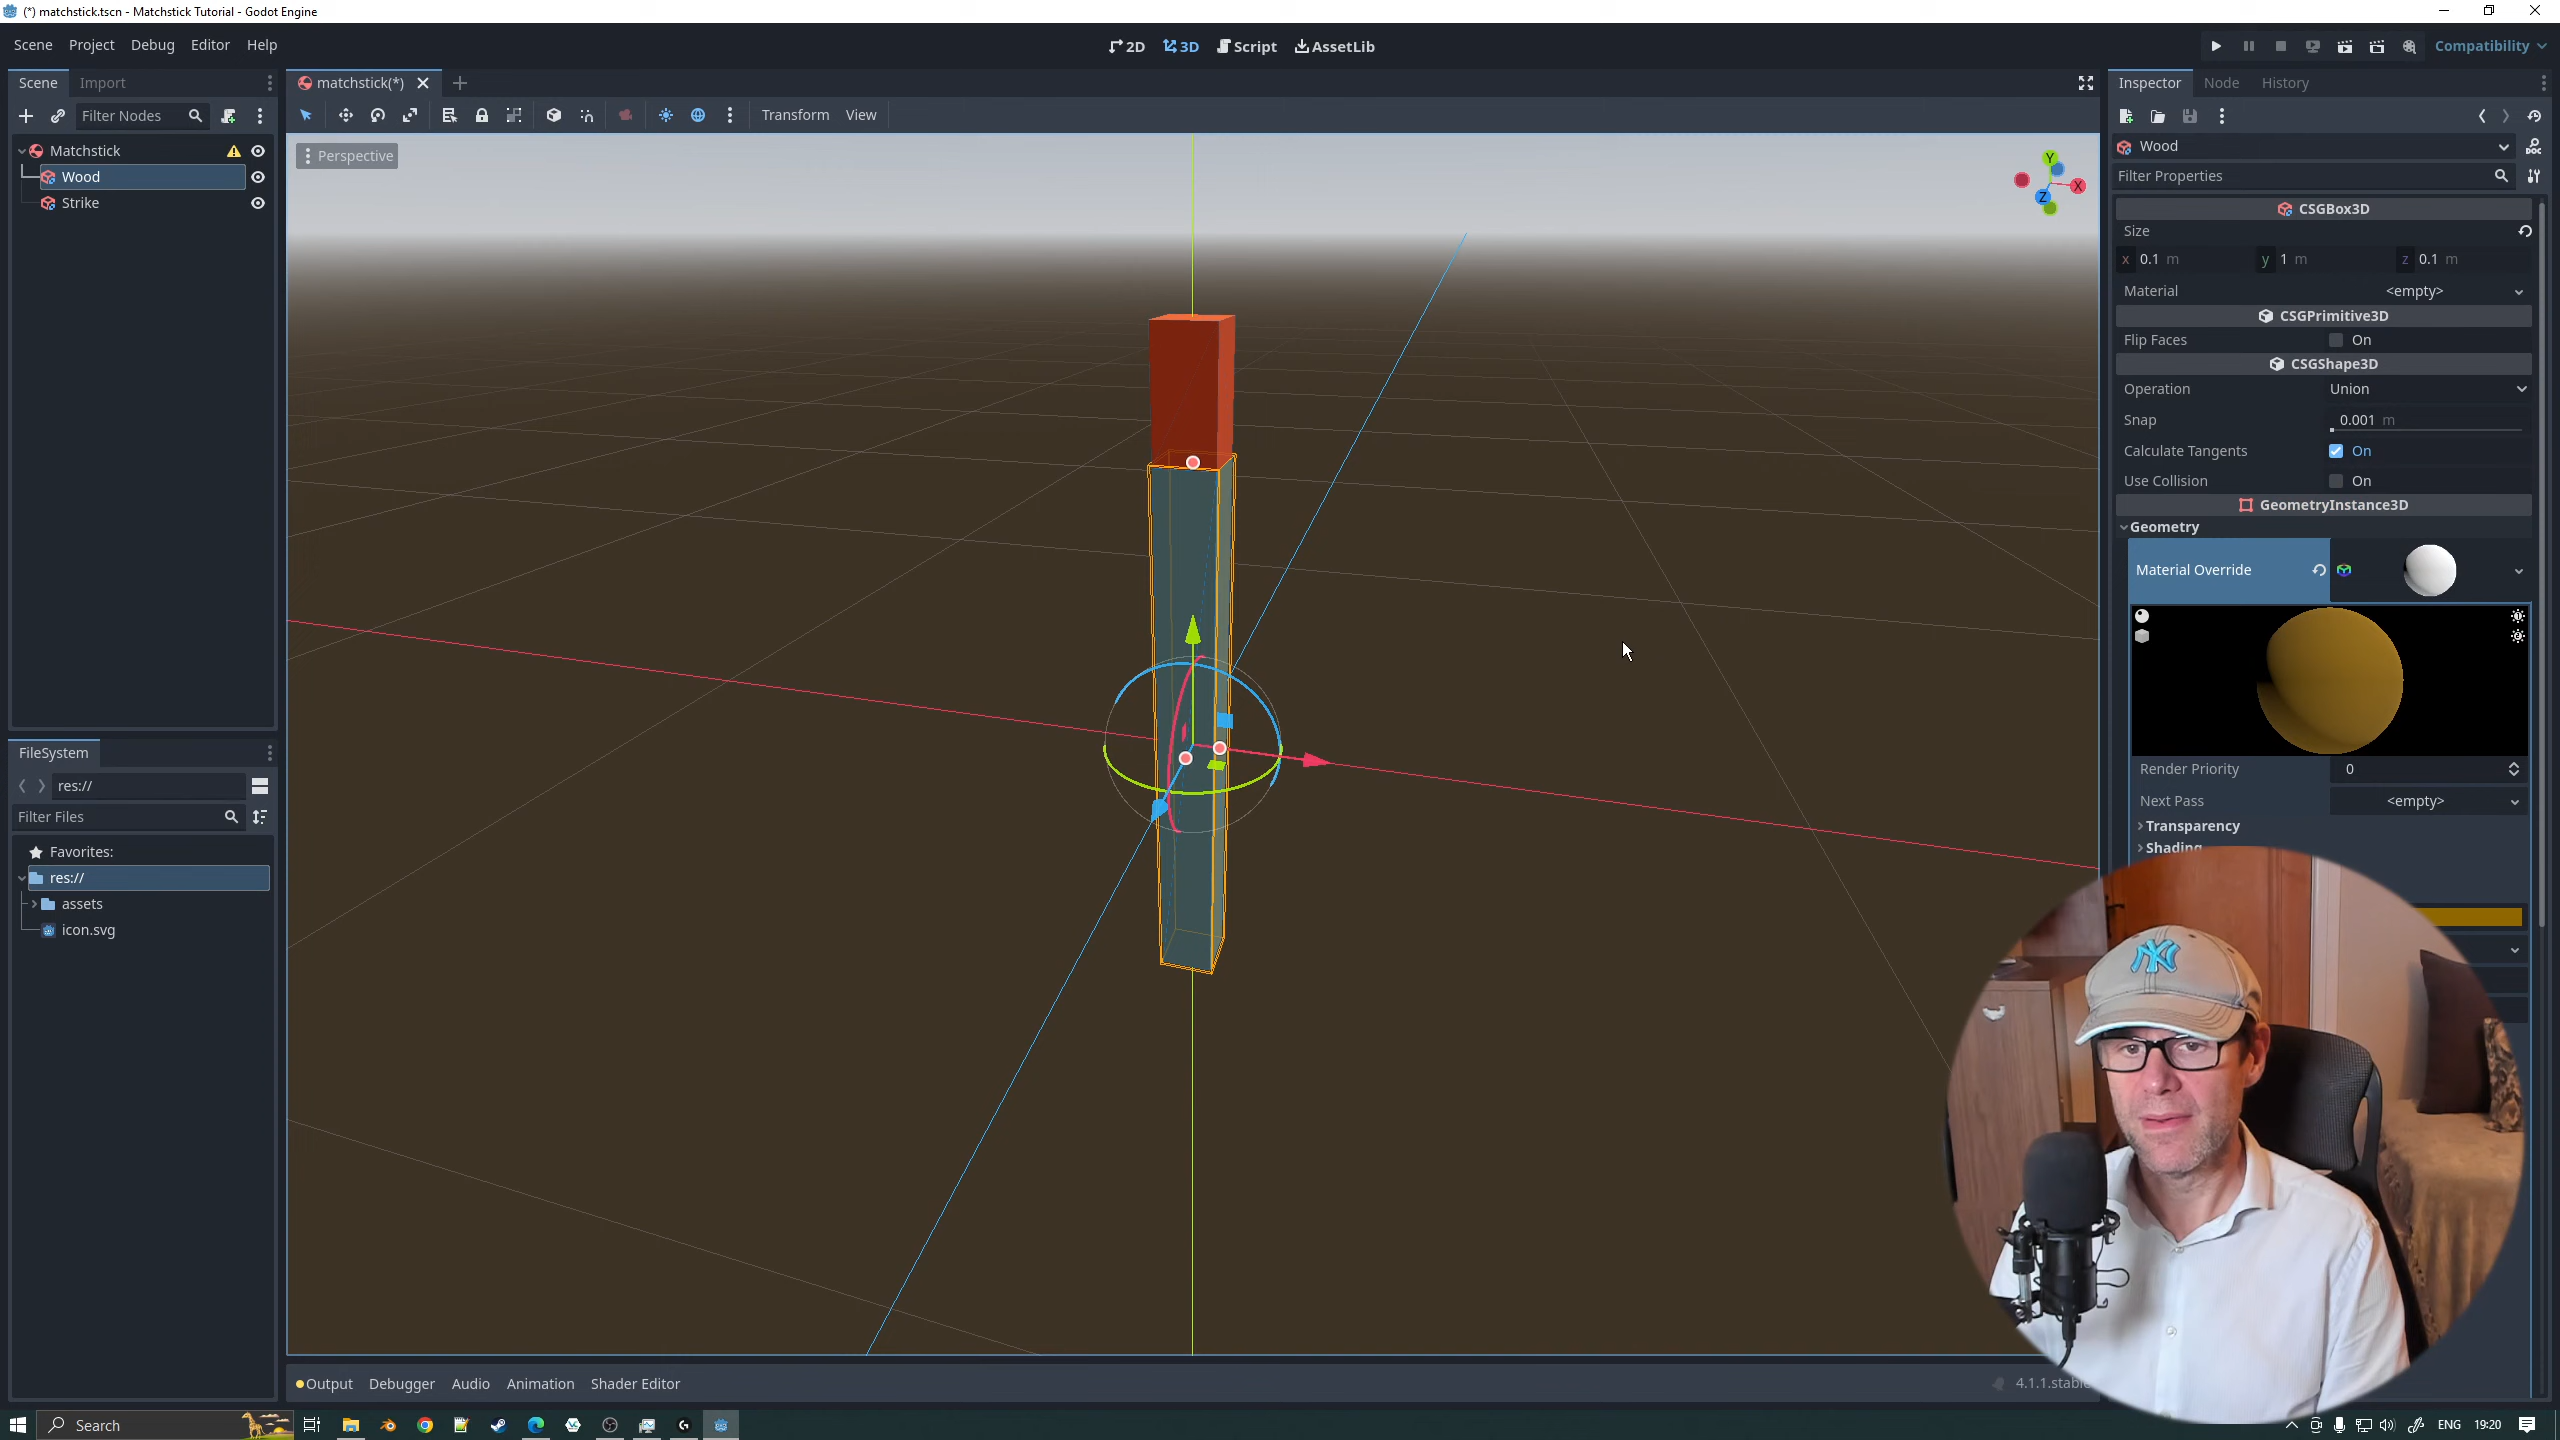 (*) matchstick.tscn - Matchstick Tutorial - Godot Engine
Scene Project Debug Editor Help
2D 3D Script AssetLib
Compatibility
Scene Import
matchstick(*)
Inspector Node History
Filter Nodes
Transform View
Matchstick
Wood
Strike
Perspective
Y
X
Z
Wood
Filter Properties
CSGBox3D
Size
x 0.1 m y 1 m z 0.1 m
Material <empty>
CSGPrimitive3D
Flip Faces On
CSGShape3D
Operation Union
Snap 0.001 m
Calculate Tangents On
Use Collision On
GeometryInstance3D
Geometry
Material Override
Render Priority 0
Next Pass <empty>
Transparency
Shading
FileSystem
res://
Filter Files
Favorites:
res://
assets
icon.svg
NY
Output Debugger Audio Animation Shader Editor
Search
ENG 19:20